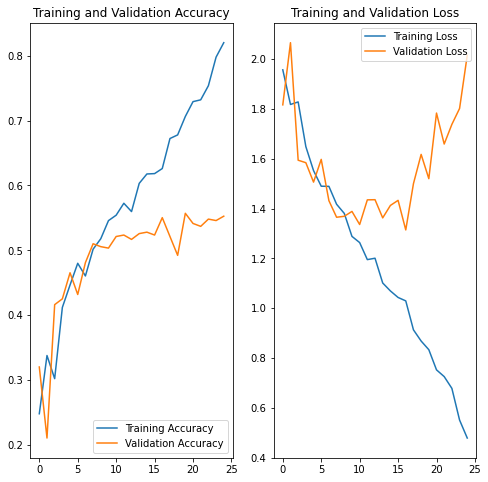 Training and Validation Accuracy
0.8
0.7
0.6
0.5
0.4
0.3
0.2
0 5 10 15 20 25
Training Accuracy
Validation Accuracy
Training and Validation Loss
2.0
1.8
1.6
1.4
1.2
1.0
0.8
0.6
0.4
0 5 10 15 20 25
Training Loss
Validation Loss